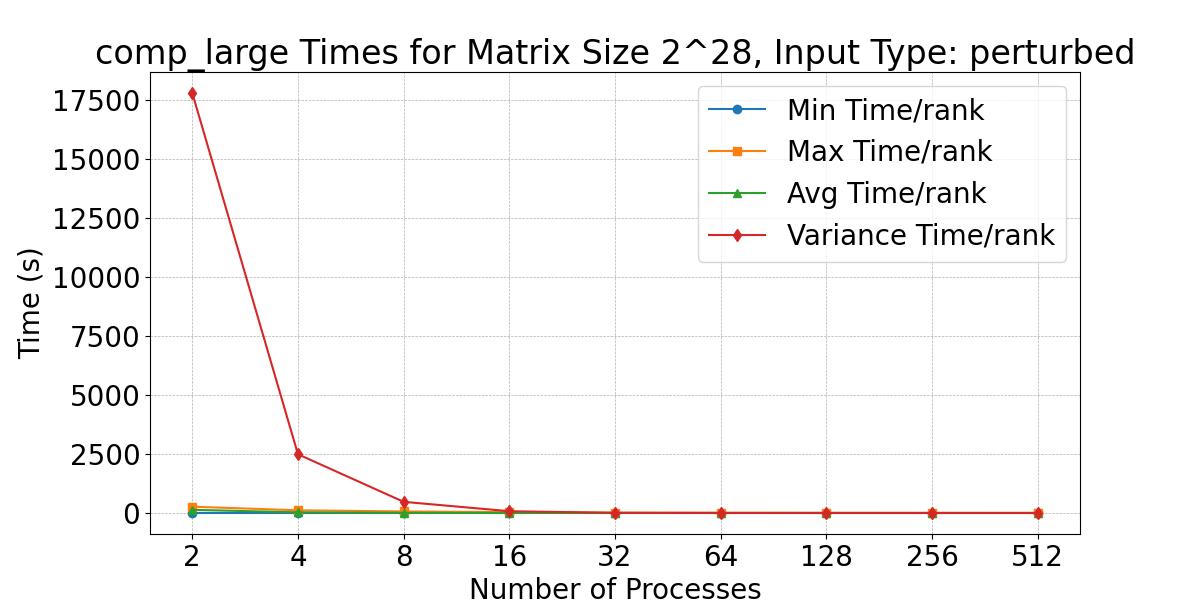 comp_large Times for Matrix Size 2^28, Input Type: perturbed
Min Time/rank
Max Time/rank
Avg Time/rank
Variance Time/rank
Time (s)
17500
15000
12500
10000
7500
5000
2500
0
2 4 8 16 32 64 128 256 512
Number of Processes